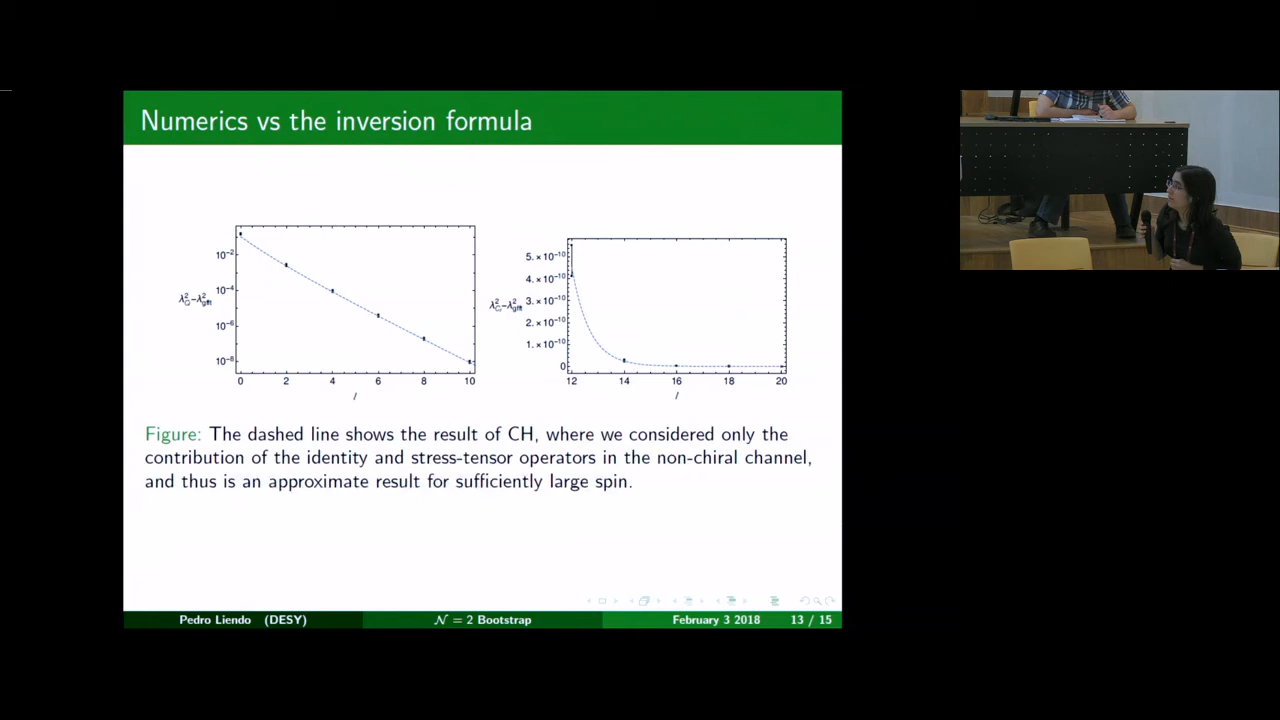 Numerics vs the inversion formula
10⁻²
10⁻⁴
10⁻⁶
10⁻⁸
0 2 4 6 8 10
l
5.×10⁻¹⁰
4.×10⁻¹⁰
3.×10⁻¹⁰
2.×10⁻¹⁰
1.×10⁻¹⁰
0
12 14 16 18 20
l
Figure: The dashed line shows the result of CH, where we considered only the
contribution of the identity and stress-tensor operators in the non-chiral channel,
and thus is an approximate result for sufficiently large spin.
Pedro Liendo (DESY) 𝒩 = 2 Bootstrap February 3 2018 13 / 15